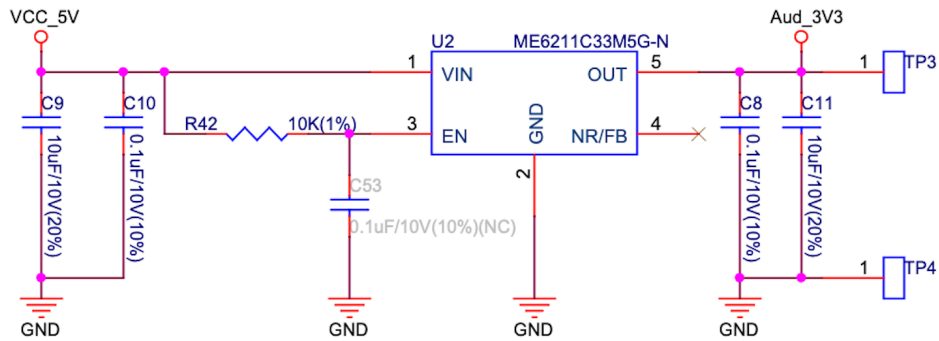 VCC_5V
Aud_3V3
U2
ME6211C33M5G-N
1
VIN
OUT
5
1
TP3
C9
C10
C8
C11
R42
10K(1%)
3
EN
GND
NR/FB
4
10uF/10V(20%)
0.1uF/10V(10%)
2
C53
0.1uF/10V(10%)(NC)
0.1uF/10V(10%)
10uF/10V(20%)
1
TP4
GND
GND
GND
GND